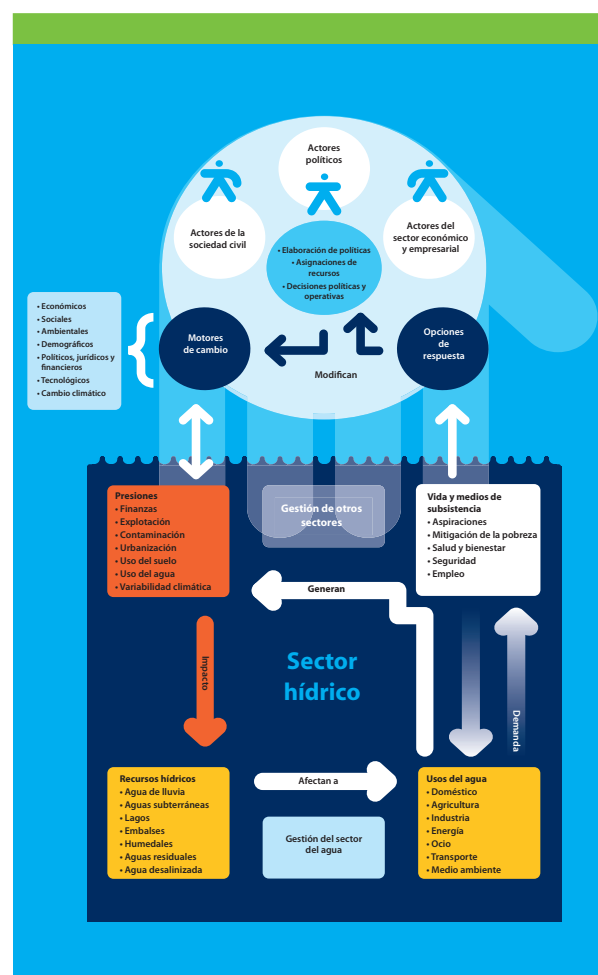 Actores
políticos
Actores de la
sociedad civil
Actores del
sector económico
y empresarial
• Elaboración de políticas
• Asignaciones de
recursos
• Decisiones políticas y
operativas
• Económicos
• Sociales
• Ambientales
• Demográficos
• Políticos, jurídicos y
financieros
• Tecnológicos
• Cambio climático
Motores
de cambio
Opciones
de
respuesta
Modifican
Presiones
• Finanzas
• Explotación
• Contaminación
• Urbanización
• Uso del suelo
• Uso del agua
• Variabilidad climática
Gestión de otros
sectores
Vida y medios de
subsistencia
• Aspiraciones
• Mitigación de la pobreza
• Salud y bienestar
• Seguridad
• Empleo
Generan
Impacto
Sector
hídrico
Demanda
Recursos hídricos
• Agua de lluvia
• Aguas subterráneas
• Lagos
• Embalses
• Humedales
• Aguas residuales
• Agua desalinizada
Afectan a
Gestión del sector
del agua
Usos del agua
• Doméstico
• Agricultura
• Industria
• Energía
• Ocio
• Transporte
• Medio ambiente